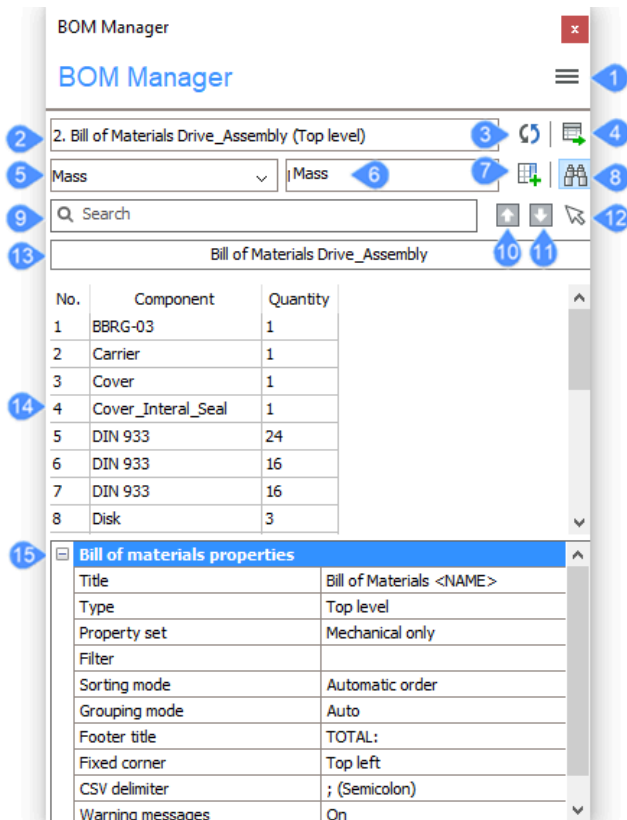 BOM Manager
x
BOM Manager
1
2
2. Bill of Materials Drive_Assembly (Top level)
3
4
5
Mass
Mass
6
7
8
9
Search
10
11
12
13
Bill of Materials Drive_Assembly
No. Component Quantity
1 BBRG-03 1
2 Carrier 1
3 Cover 1
14
4 Cover_Interal_Seal 1
5 DIN 933 24
6 DIN 933 16
7 DIN 933 16
8 Disk 3
15
Bill of materials properties
Title Bill of Materials <NAME>
Type Top level
Property set Mechanical only
Filter
Sorting mode Automatic order
Grouping mode Auto
Footer title TOTAL:
Fixed corner Top left
CSV delimiter ; (Semicolon)
Warning messages On